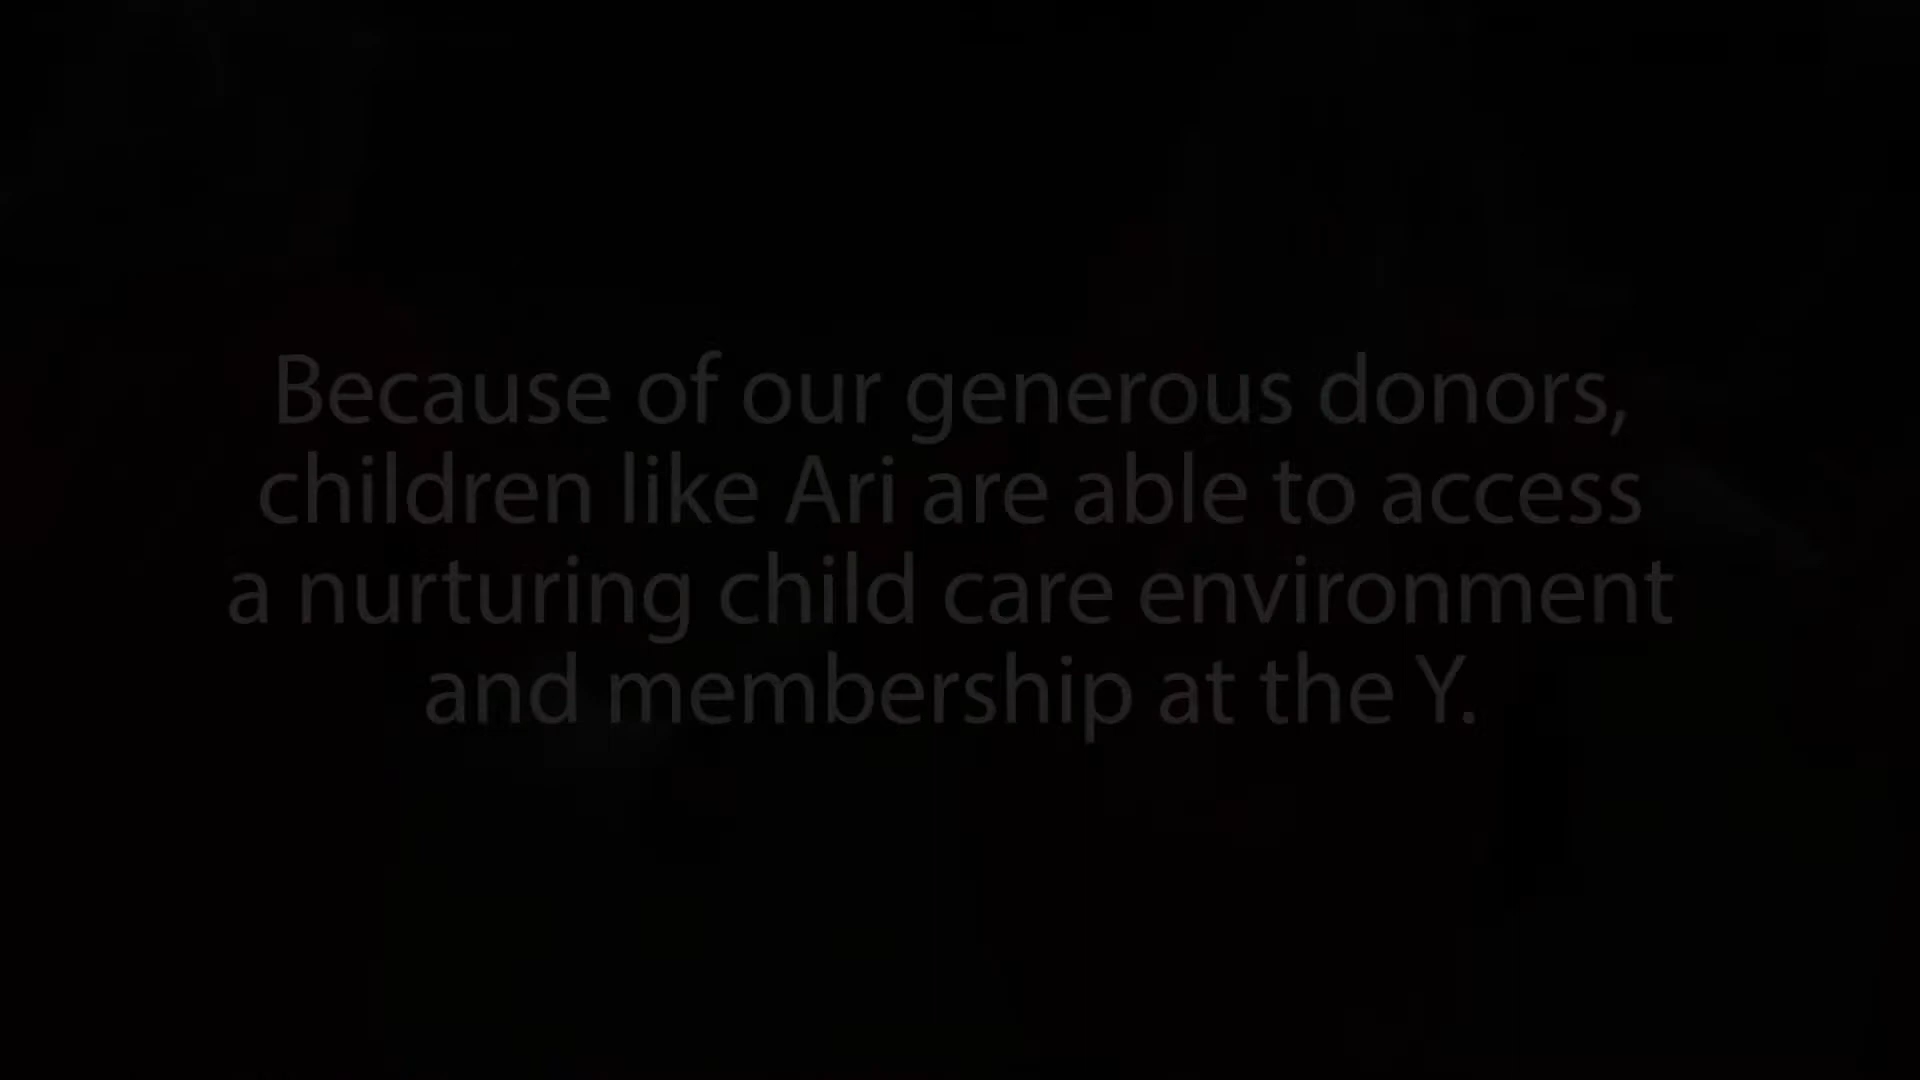 Because of our generous donors,
children like Ari are able to access
a nurturing child care environment
and membership at the Y.